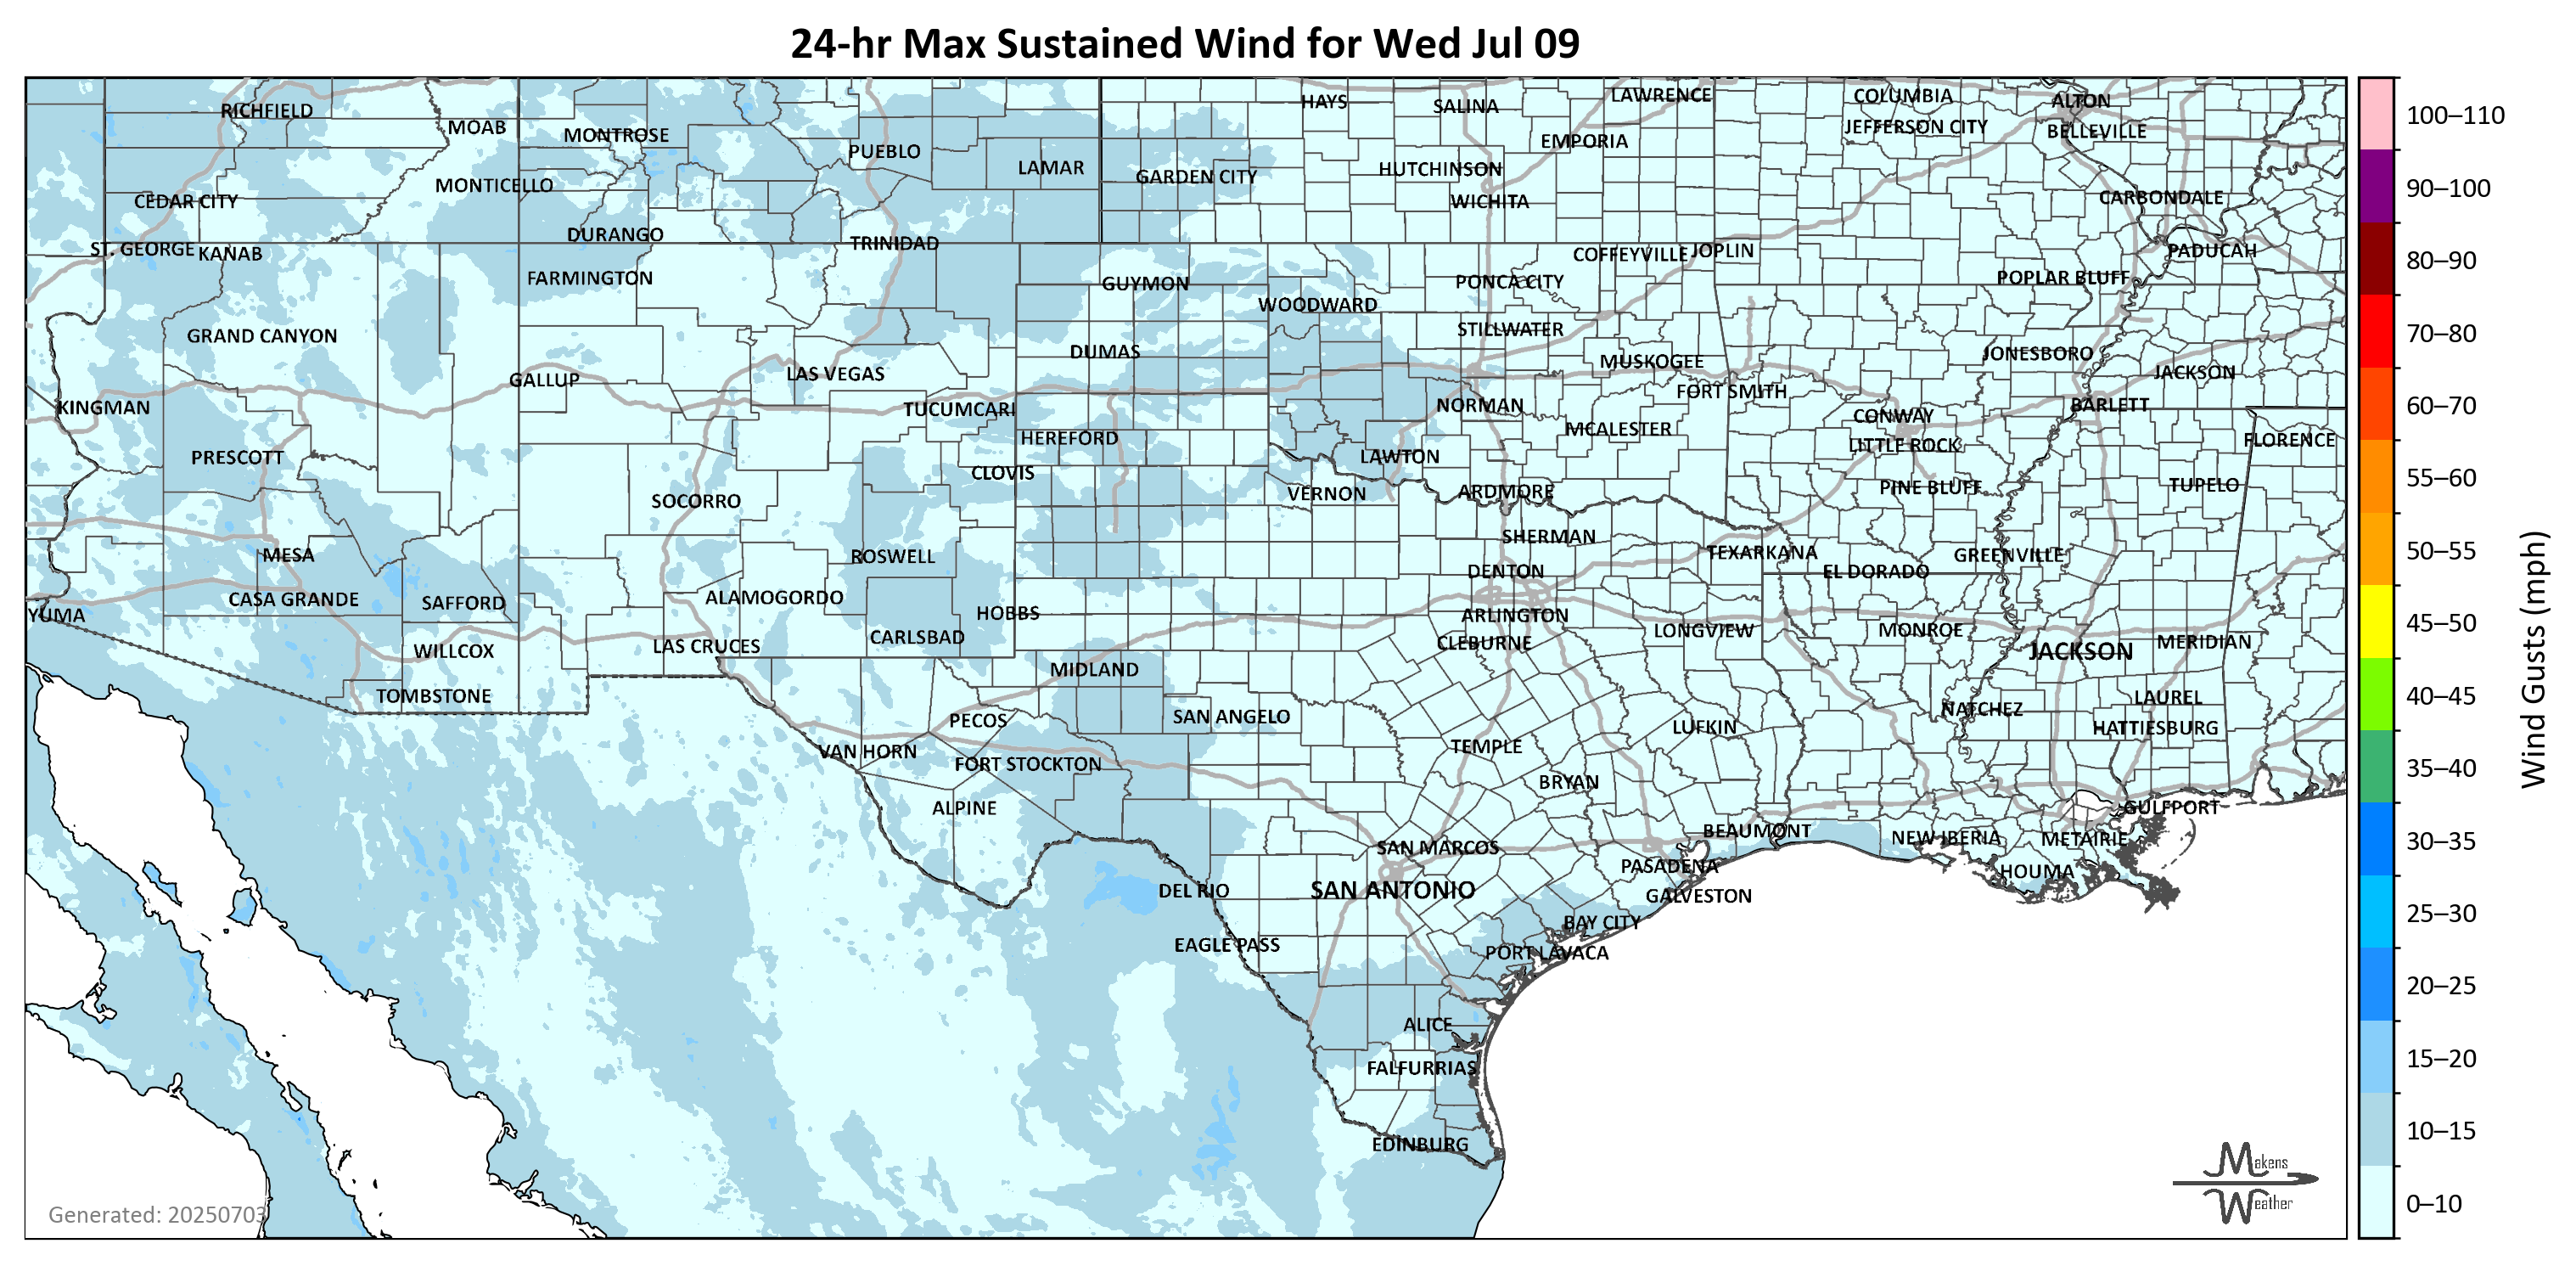 24-hr Max Sustained Wind for Wed Jul 09
RICHFIELD
MOAB
MONTROSE
PUEBLO
LAMAR
GARDEN CITY
HAYS
SALINA
LAWRENCE
EMPORIA
HUTCHINSON
WICHITA
COLUMBIA
JEFFERSON CITY
ALTON
BELLEVILLE
CARBONDALE
PADUCAH
MONTICELLO
CEDAR CITY
DURANGO
TRINIDAD
ST. GEORGE
KANAB
FARMINGTON
GUYMON
WOODWARD
PONCA CITY
COFFEYVILLE
JOPLIN
POPLAR BLUFF
GRAND CANYON
STILLWATER
DUMAS
MUSKOGEE
JONESBORO
JACKSON
GALLUP
LAS VEGAS
FORT SMITH
KINGMAN
TUCUMCARI
NORMAN
CONWAY
BARLETT
HEREFORD
MCALESTER
LITTLE ROCK
FLORENCE
PRESCOTT
CLOVIS
LAWTON
SOCORRO
VERNON
ARDMORE
PINE BLUFF
TUPELO
MESA
ROSWELL
SHERMAN
TEXARKANA
GREENVILLE
DENTON
EL DORADO
CASA GRANDE
SAFFORD
ALAMOGORDO
HOBBS
YUMA
ARLINGTON
CARLSBAD
CLEBURNE
LONGVIEW
MONROE
WILLCOX
LAS CRUCES
JACKSON
MERIDIAN
MIDLAND
TOMBSTONE
LAUREL
PECOS
SAN ANGELO
NATCHEZ
LUFKIN
HATTIESBURG
VAN HORN
TEMPLE
FORT STOCKTON
BRYAN
ALPINE
GULFPORT
BEAUMONT
NEW IBERIA
METAIRIE
SAN MARCOS
PASADENA
HOUMA
DEL RIO
SAN ANTONIO
GALVESTON
BAY CITY
EAGLE PASS
PORT LAVACA
ALICE
FALFURRIAS
EDINBURG
Generated: 20250703
Makens
Weather
100–110
90–100
80–90
70–80
60–70
55–60
50–55
45–50
40–45
35–40
30–35
25–30
20–25
15–20
10–15
0–10
Wind Gusts (mph)